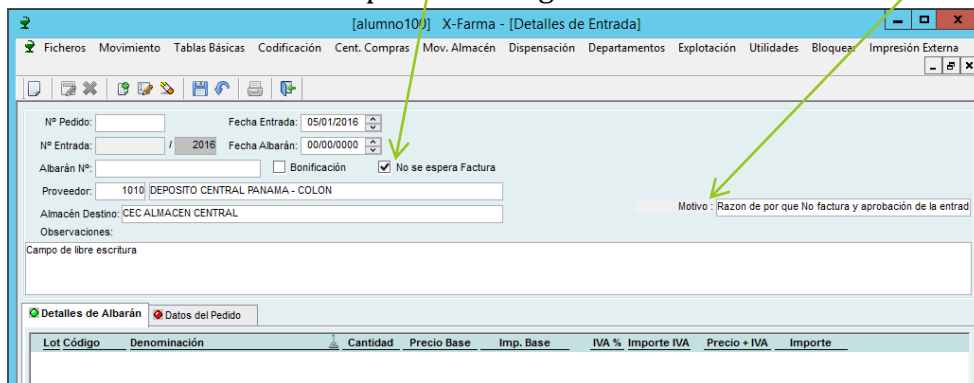 [alumno100] X-Farma - [Detalles de Entrada]
Ficheros Movimiento Tablas Básicas Codificación Cent. Compras Mov. Almacén Dispensación Departamentos Explotación Utilidades Bloquear Impresión Externa
Nº Pedido: Fecha Entrada: 05/01/2016
Nº Entrada: / 2016 Fecha Albarán: 00/00/0000
Albarán Nº: Bonificación No se espera Factura
Proveedor: 1010 DEPOSITO CENTRAL PANAMA - COLON
Almacén Destino: CEC ALMACEN CENTRAL Motivo : Razon de por que No factura y aprobación de la entrad
Observaciones:
Campo de libre escritura
Detalles de Albarán Datos del Pedido
Lot Código Denominación Cantidad Precio Base Imp. Base IVA % Importe IVA Precio + IVA Importe